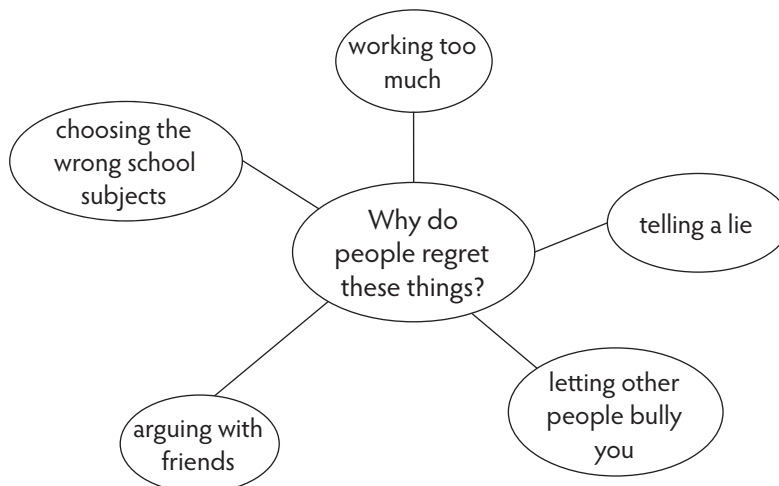 working too
much
choosing the
wrong school
subjects
Why do
people regret
these things?
telling a lie
letting other
people bully
you
arguing with
friends